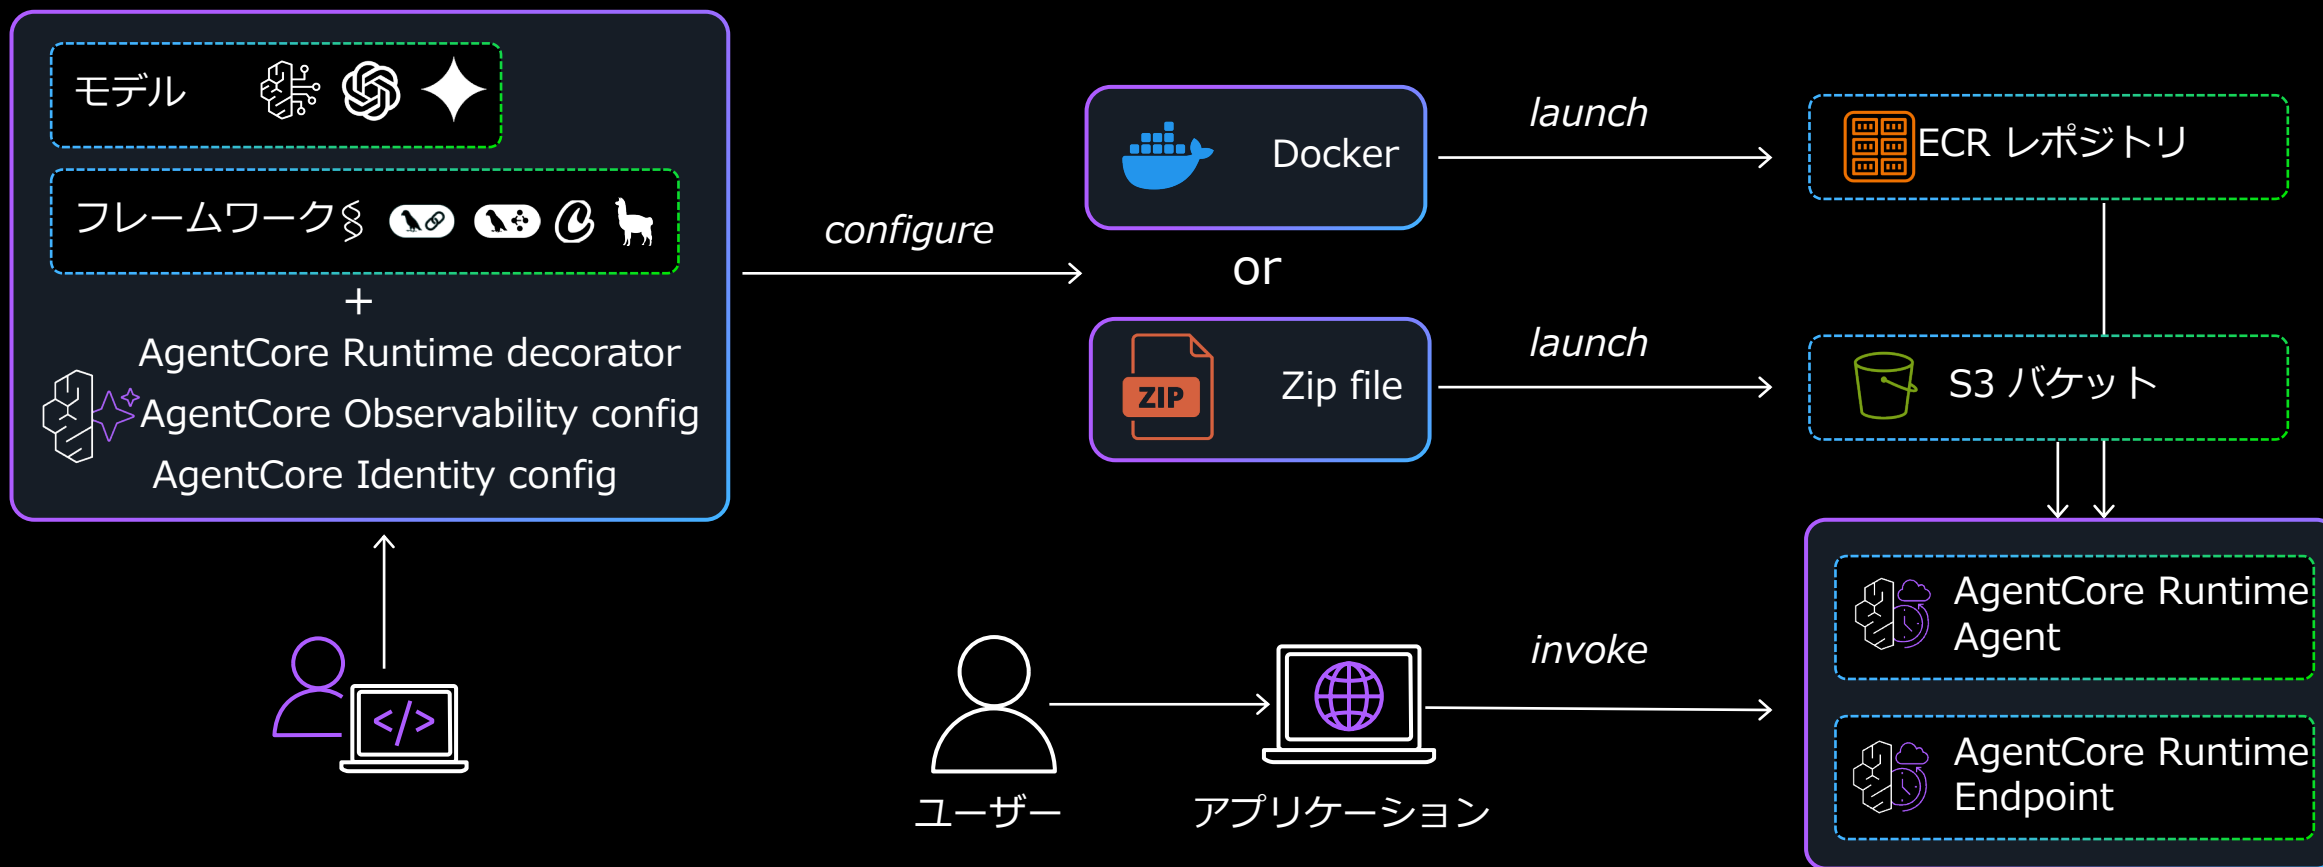 モデル
フレームワーク
+
AgentCore Runtime decorator
AgentCore Observability config
AgentCore Identity config
</>
configure
Docker
or
ZIP
Zip file
launch
launch
ECR レポジトリ
S3 バケット
ユーザー
アプリケーション
invoke
AgentCore Runtime
Agent
AgentCore Runtime
Endpoint